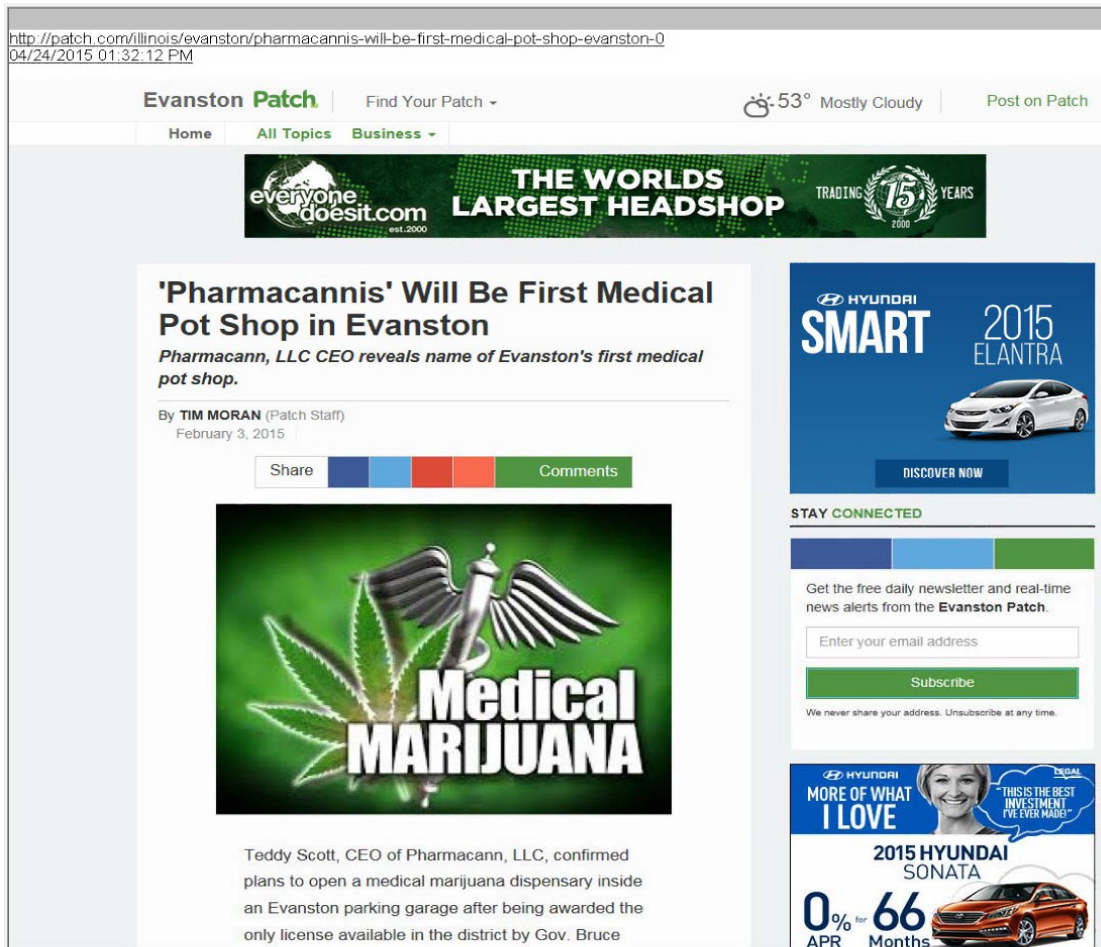 http://patch.com/illinois/evanston/pharmacannis-will-be-first-medical-pot-shop-evanston-0
04/24/2015 01:32:12 PM
Evanston Patch Find Your Patch 53° Mostly Cloudy Post on Patch
Home All Topics Business
everyone
doesit.com
est.2000
THE WORLDS
LARGEST HEADSHOP
TRADING 15 YEARS
2000
'Pharmacannis' Will Be First Medical
Pot Shop in Evanston
Pharmacann, LLC CEO reveals name of Evanston's first medical
pot shop.
By TIM MORAN (Patch Staff)
February 3, 2015
Share Comments
Medical
MARIJUANA
Teddy Scott, CEO of Pharmacann, LLC, confirmed
plans to open a medical marijuana dispensary inside
an Evanston parking garage after being awarded the
only license available in the district by Gov. Bruce
HYUNDAI
SMART
2015
ELANTRA
DISCOVER NOW
STAY CONNECTED
Get the free daily newsletter and real-time
news alerts from the Evanston Patch.
Enter your email address
Subscribe
We never share your address. Unsubscribe at any time.
HYUNDAI
MORE OF WHAT
I LOVE
LEGAL
"THIS IS THE BEST
INVESTMENT
I'VE EVER MADE!"
2015 HYUNDAI
SONATA
0% for 66
APR Months